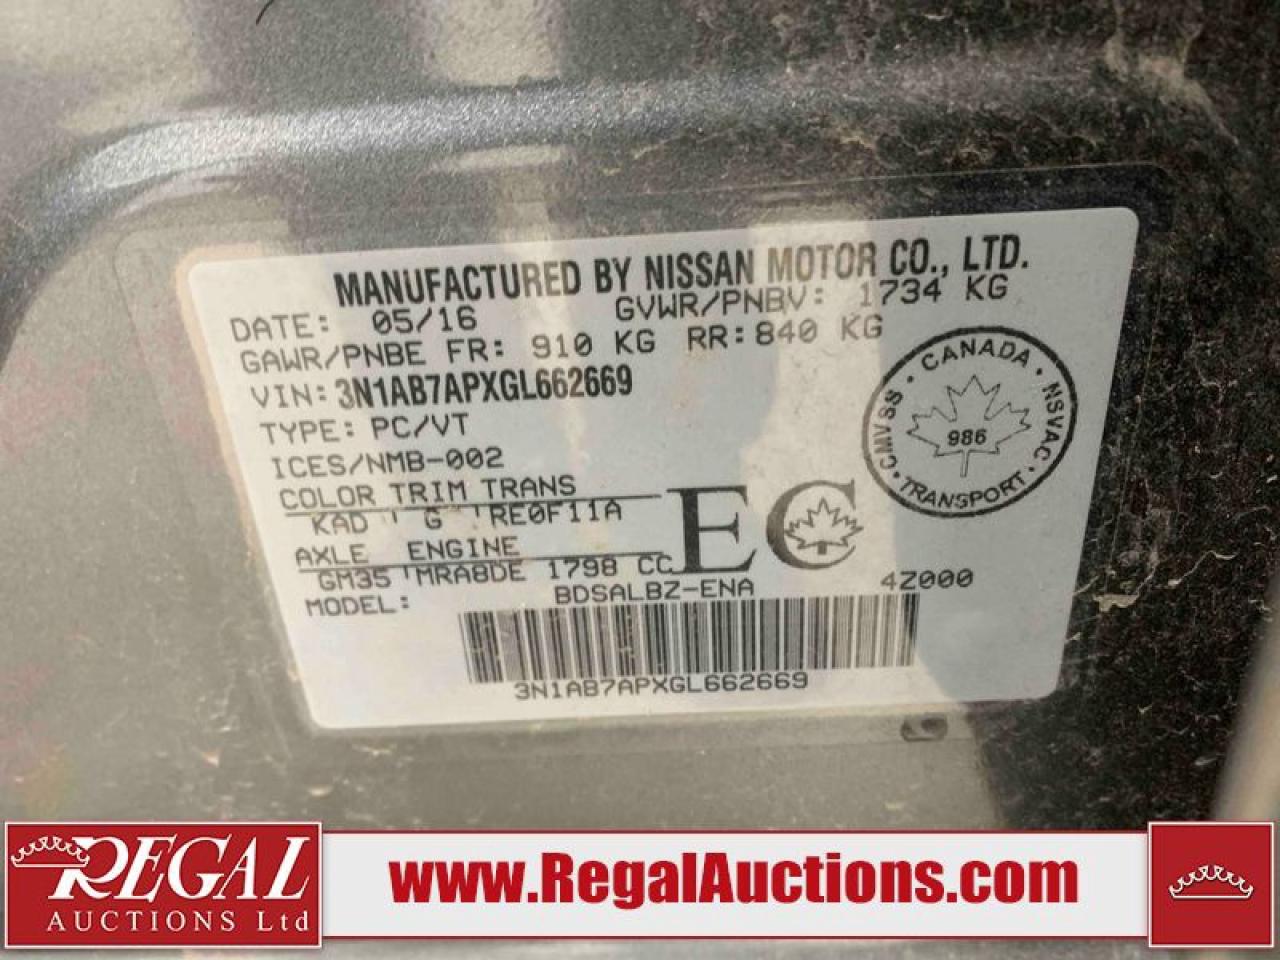 MANUFACTURED BY NISSAN MOTOR CO., LTD.
DATE: 05/16 GVWR/PNBV: 1734 KG
GAWR/PNBE FR: 910 KG RR: 840 KG
VIN: 3N1AB7APXGL662669
TYPE: PC/VT
ICES/NMB-002
COLOR TRIM TRANS
KAD G RE0F11A
AXLE ENGINE
GM35 MRA8DE 1798 CC
MODEL: BDSALBZ-ENA 4Z000
3N1AB7APXGL662669
EC
CANADA
CMVSS NSVAC
986
TRANSPORT
REGAL
AUCTIONS Ltd
www.RegalAuctions.com